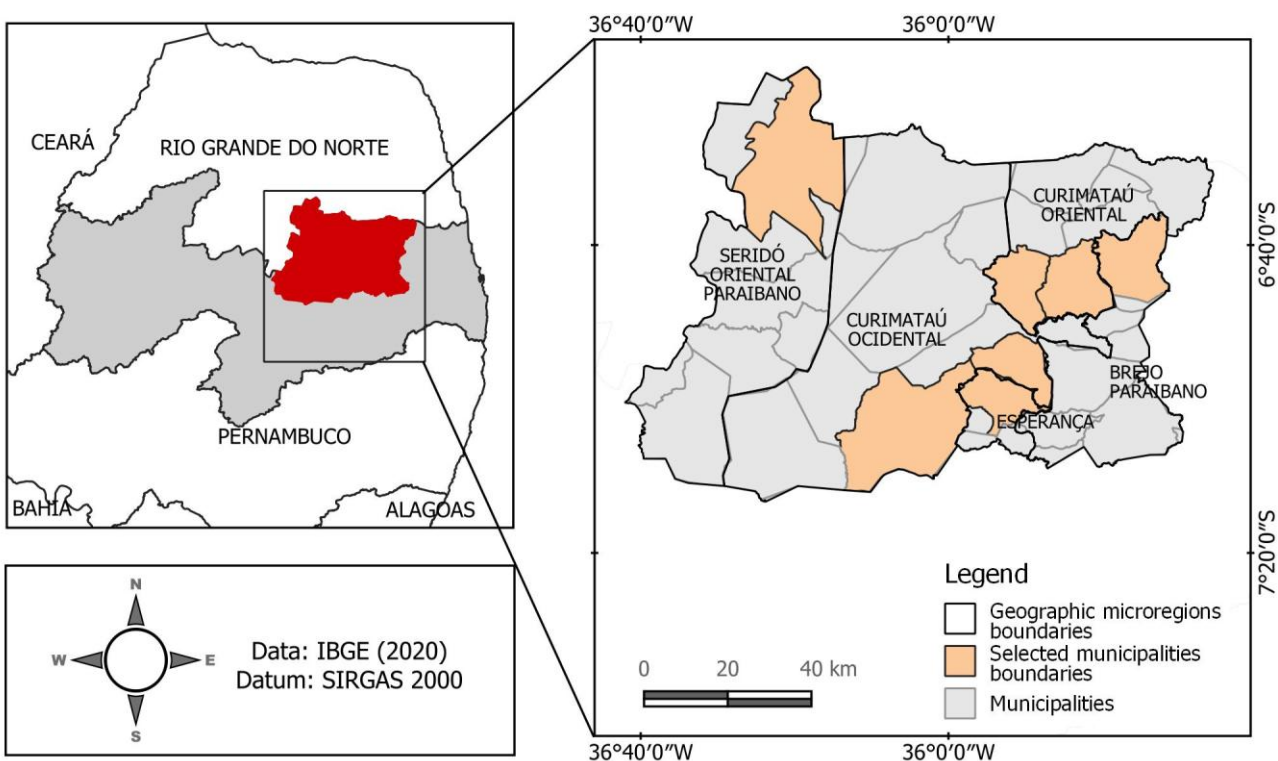 CEARÁ
RIO GRANDE DO NORTE
PERNAMBUCO
BAHIA
ALAGOAS
N
W
E
S
Data: IBGE (2020)
Datum: SIRGAS 2000
36°40'0"W
36°0'0"W
CURIMATAÚ
ORIENTAL
SERIDÓ
ORIENTAL
PARAIBANO
CURIMATAÚ
OCIDENTAL
BREJO
PARAIBANO
ESPERANÇA
6°40'0"S
7°20'0"S
Legend
Geographic microregions
boundaries
Selected municipalities
boundaries
Municipalities
0 20 40 km
36°40'0"W
36°0'0"W